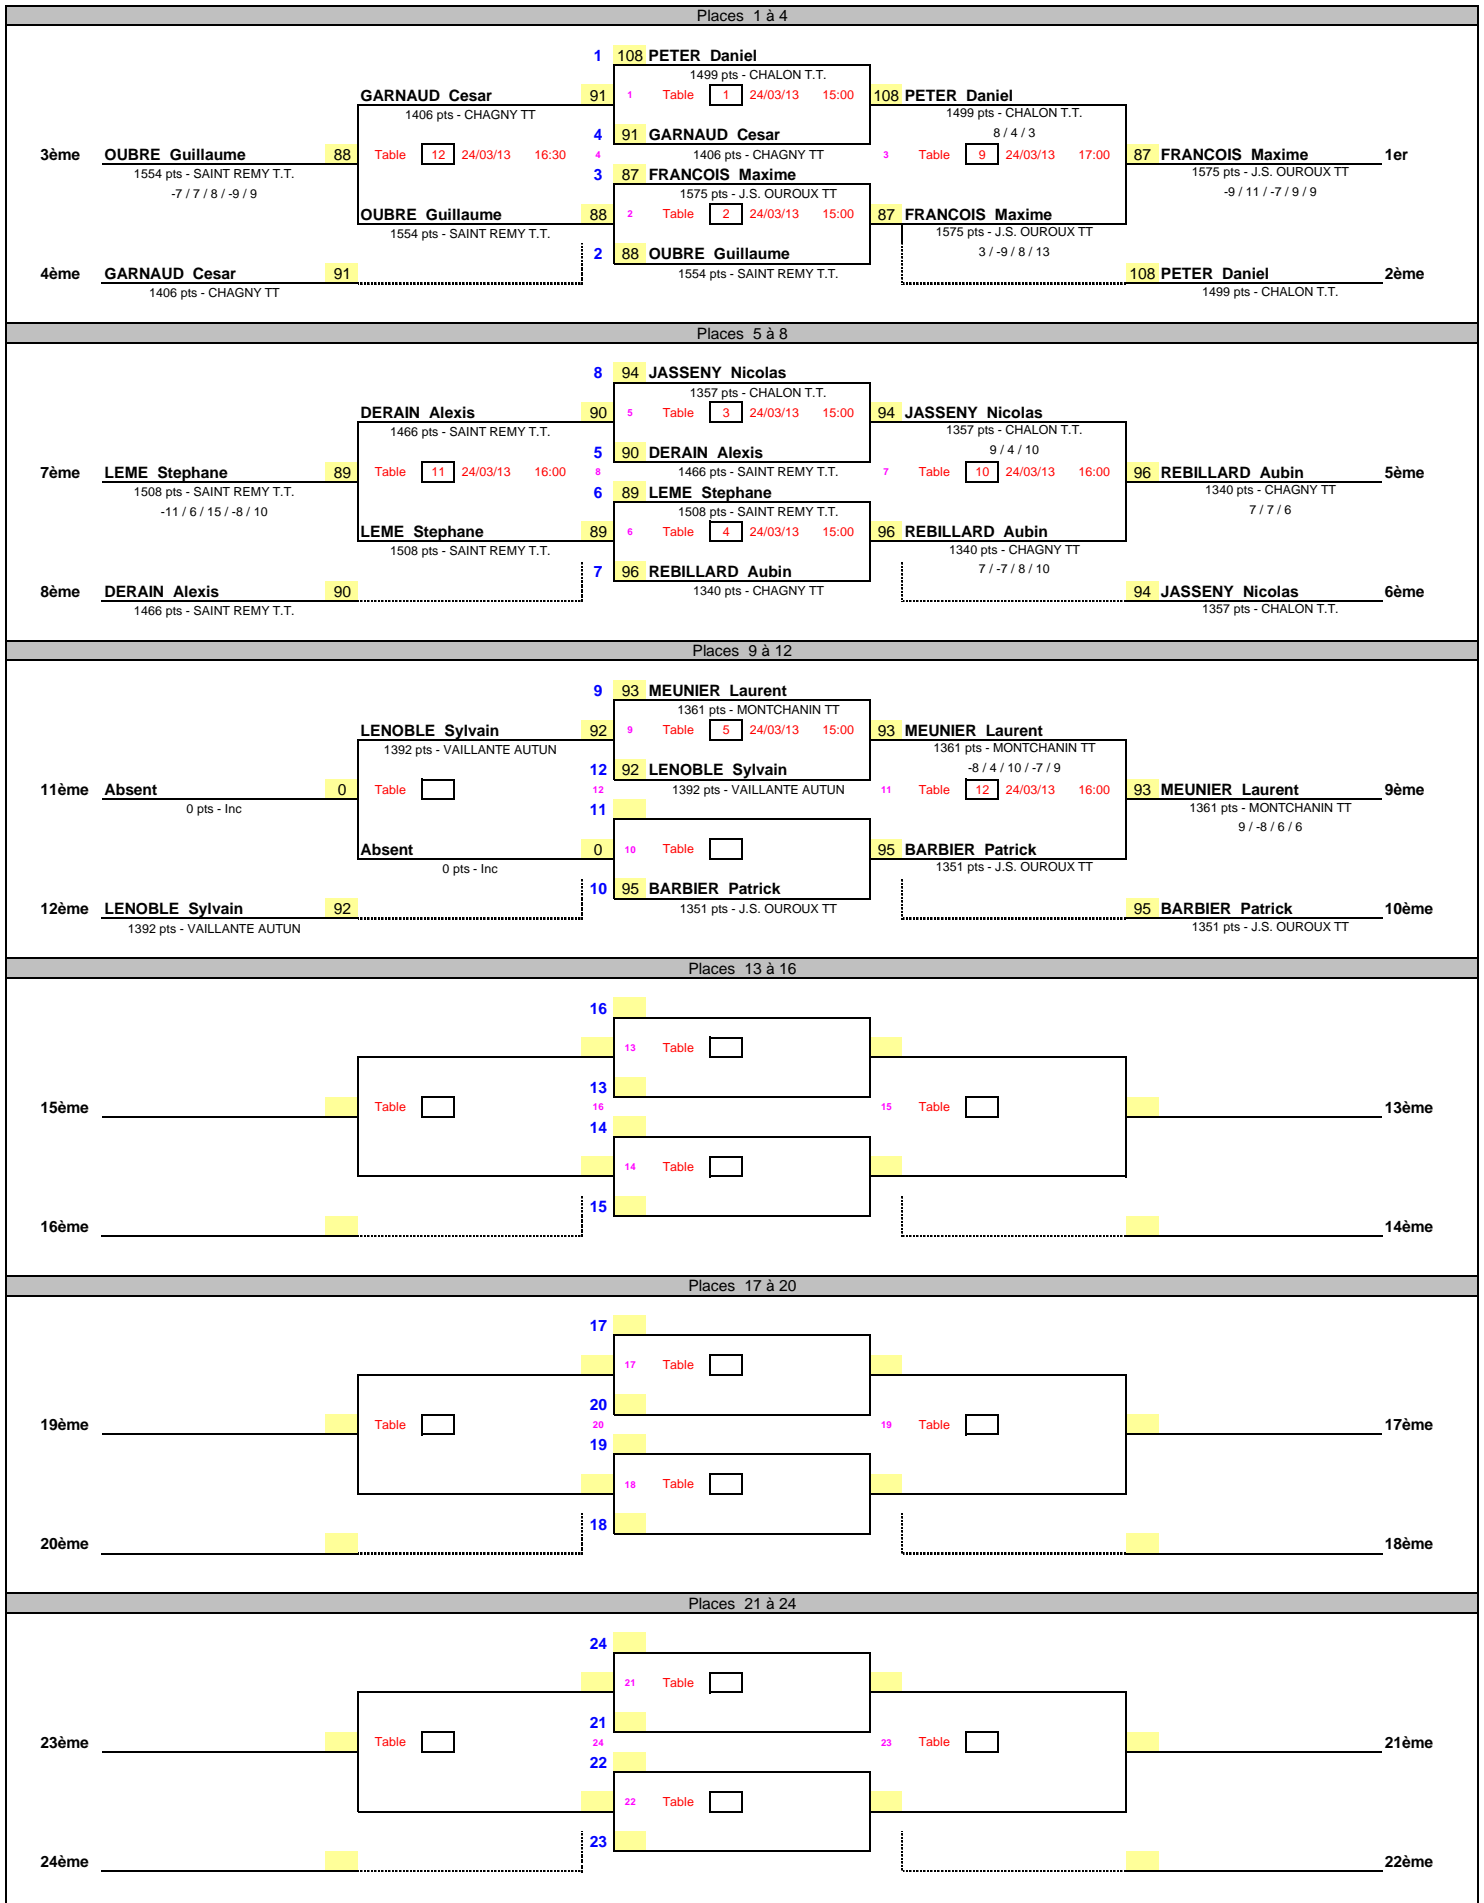 Places 1 à 4
1 108 PETER Daniel
1499 pts - CHALON T.T.
GARNAUD Cesar 91 1 Table 1 24/03/13 15:00 108 PETER Daniel
1406 pts - CHAGNY TT 1499 pts - CHALON T.T.
4 91 GARNAUD Cesar 8 / 4 / 3
3ème OUBRE Guillaume 88 Table 12 24/03/13 16:30 4 1406 pts - CHAGNY TT 3 Table 9 24/03/13 17:00 87 FRANCOIS Maxime 1er
1554 pts - SAINT REMY T.T. 3 87 FRANCOIS Maxime 1575 pts - J.S. OUROUX TT
-7 / 7 / 8 / -9 / 9 1575 pts - J.S. OUROUX TT -9 / 11 / -7 / 9 / 9
OUBRE Guillaume 88 2 Table 2 24/03/13 15:00 87 FRANCOIS Maxime
1554 pts - SAINT REMY T.T. 1575 pts - J.S. OUROUX TT
2 88 OUBRE Guillaume 3 / -9 / 8 / 13
4ème GARNAUD Cesar 91 1554 pts - SAINT REMY T.T. 108 PETER Daniel 2ème
1406 pts - CHAGNY TT 1499 pts - CHALON T.T.
Places 5 à 8
8 94 JASSENY Nicolas
1357 pts - CHALON T.T.
DERAIN Alexis 90 5 Table 3 24/03/13 15:00 94 JASSENY Nicolas
1466 pts - SAINT REMY T.T. 1357 pts - CHALON T.T.
5 90 DERAIN Alexis 9 / 4 / 10
7ème LEME Stephane 89 Table 11 24/03/13 16:00 8 1466 pts - SAINT REMY T.T. 7 Table 10 24/03/13 16:00 96 REBILLARD Aubin 5ème
1508 pts - SAINT REMY T.T. 6 89 LEME Stephane 1340 pts - CHAGNY TT
-11 / 6 / 15 / -8 / 10 1508 pts - SAINT REMY T.T. 7 / 7 / 6
LEME Stephane 89 6 Table 4 24/03/13 15:00 96 REBILLARD Aubin
1508 pts - SAINT REMY T.T. 1340 pts - CHAGNY TT
7 96 REBILLARD Aubin 7 / -7 / 8 / 10
8ème DERAIN Alexis 90 1340 pts - CHAGNY TT 94 JASSENY Nicolas 6ème
1466 pts - SAINT REMY T.T. 1357 pts - CHALON T.T.
Places 9 à 12
9 93 MEUNIER Laurent
1361 pts - MONTCHANIN TT
LENOBLE Sylvain 92 9 Table 5 24/03/13 15:00 93 MEUNIER Laurent
1392 pts - VAILLANTE AUTUN 1361 pts - MONTCHANIN TT
12 92 LENOBLE Sylvain -8 / 4 / 10 / -7 / 9
11ème Absent 0 Table 12 1392 pts - VAILLANTE AUTUN 11 Table 12 24/03/13 16:00 93 MEUNIER Laurent 9ème
0 pts - Inc 11 1361 pts - MONTCHANIN TT
9 / -8 / 6 / 6
Absent 0 10 Table 95 BARBIER Patrick
0 pts - Inc 1351 pts - J.S. OUROUX TT
10 95 BARBIER Patrick
12ème LENOBLE Sylvain 92 1351 pts - J.S. OUROUX TT 95 BARBIER Patrick 10ème
1392 pts - VAILLANTE AUTUN 1351 pts - J.S. OUROUX TT
Places 13 à 16
16
13 Table
13
15ème Table 16 15 Table 13ème
14
14 Table
15
16ème 14ème
Places 17 à 20
17
17 Table
20
19ème Table 20 19 Table 17ème
19
18 Table
18
20ème 18ème
Places 21 à 24
24
21 Table
21
23ème Table 24 23 Table 21ème
22
22 Table
23
24ème 22ème